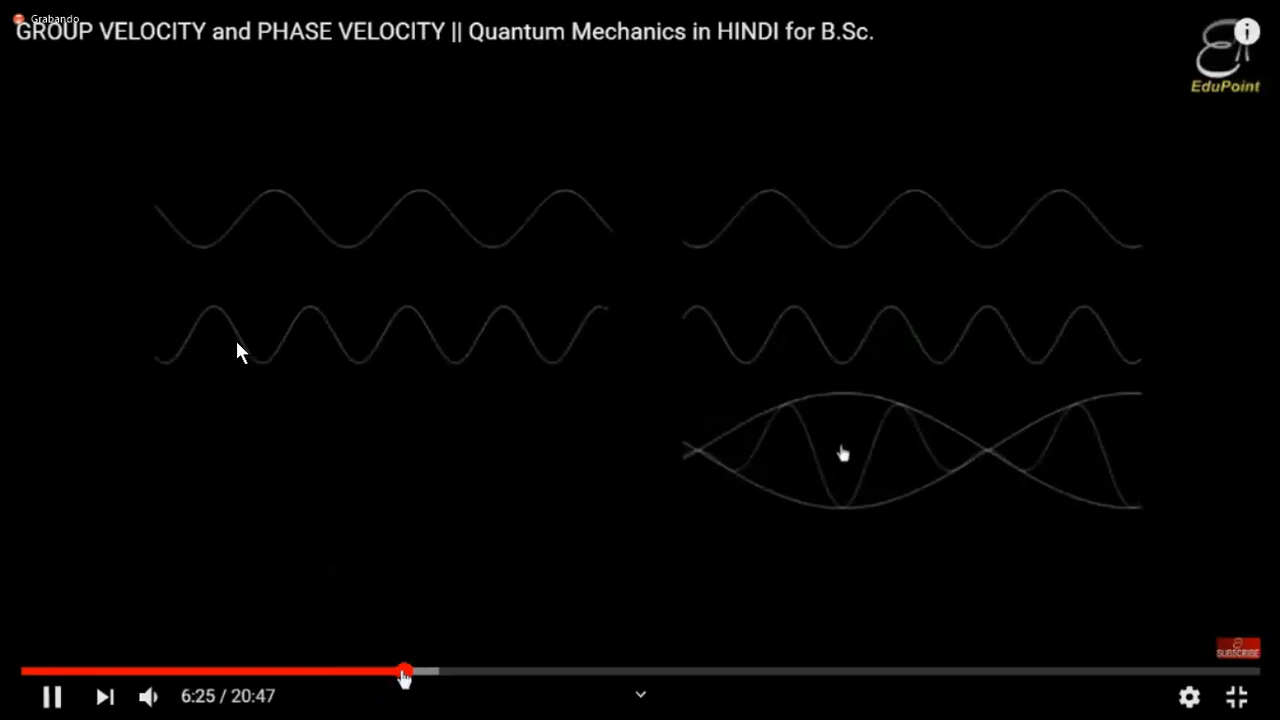 Grabando
GROUP VELOCITY and PHASE VELOCITY || Quantum Mechanics in HINDI for B.Sc.
i
EduPoint
SUBSCRIBE
6:25 / 20:47